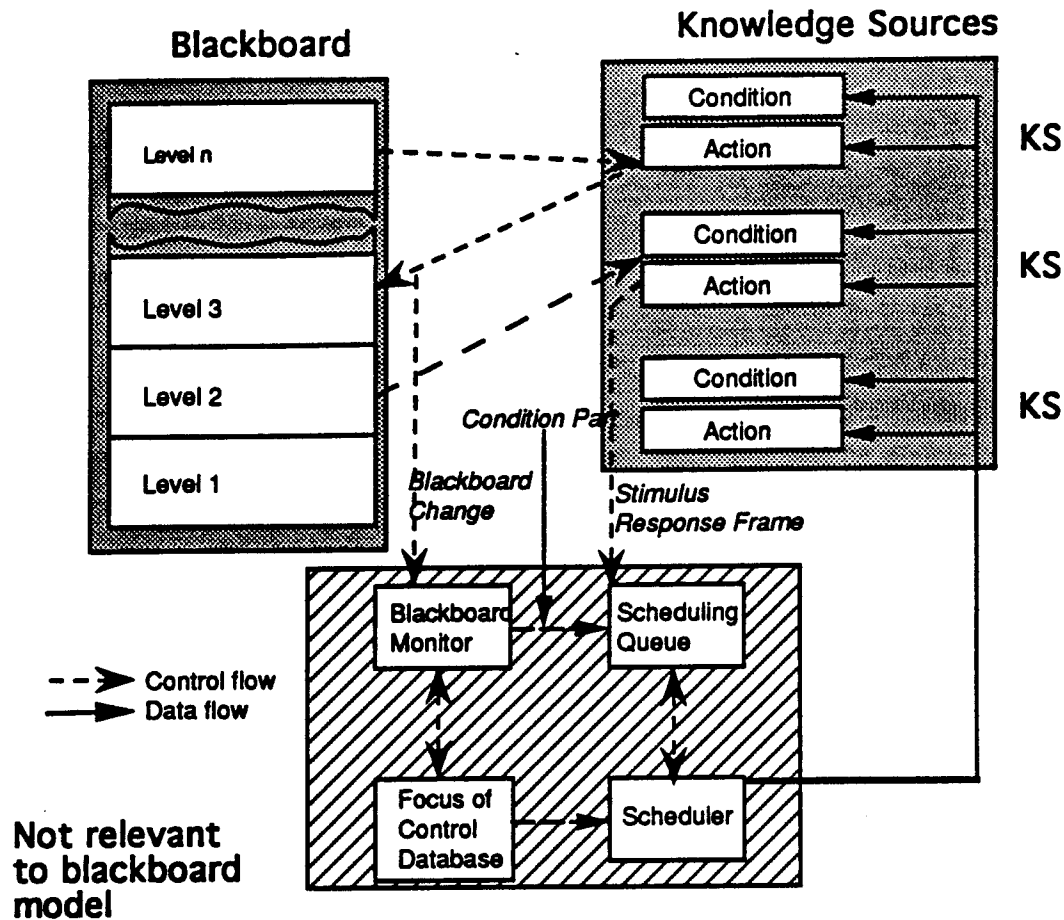 Blackboard
Knowledge Sources
Level n
Level 3
Level 2
Level 1
Condition
Action
KS
Condition
Action
KS
Condition
Action
KS
Condition Par
Blackboard
Change
Stimulus
Response Frame
Blackboard
Monitor
Scheduling
Queue
Focus of
Control
Database
Scheduler
Control flow
Data flow
Not relevant
to blackboard
model